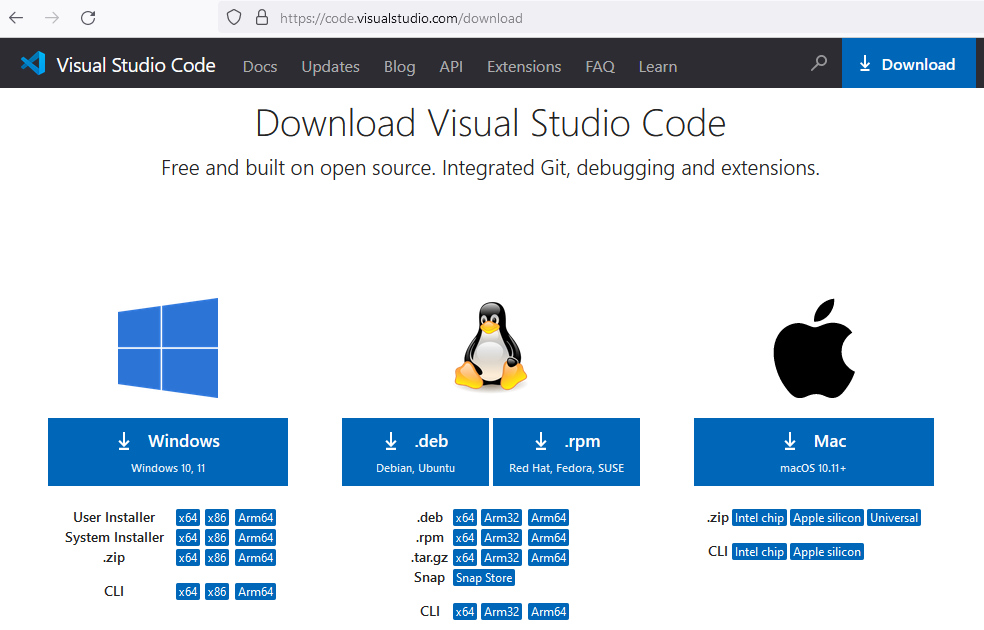 https://code.visualstudio.com/download
Visual Studio Code Docs Updates Blog API Extensions FAQ Learn Download
Download Visual Studio Code
Free and built on open source. Integrated Git, debugging and extensions.
Windows
Windows 10, 11
User Installer x64 x86 Arm64
System Installer x64 x86 Arm64
.zip x64 x86 Arm64
CLI x64 x86 Arm64
.deb
Debian, Ubuntu
.rpm
Red Hat, Fedora, SUSE
.deb x64 Arm32 Arm64
.rpm x64 Arm32 Arm64
.tar.gz x64 Arm32 Arm64
Snap Snap Store
CLI x64 Arm32 Arm64
Mac
macOS 10.11+
.zip Intel chip Apple silicon Universal
CLI Intel chip Apple silicon